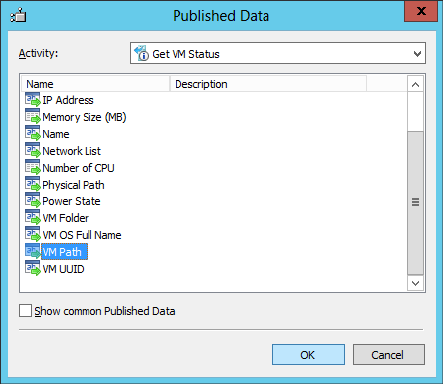 Published Data
X
Activity:
Get VM Status
Name Description
IP Address
Memory Size (MB)
Name
Network List
Number of CPU
Physical Path
Power State
VM Folder
VM OS Full Name
VM Path
VM UUID
Show common Published Data
OK Cancel